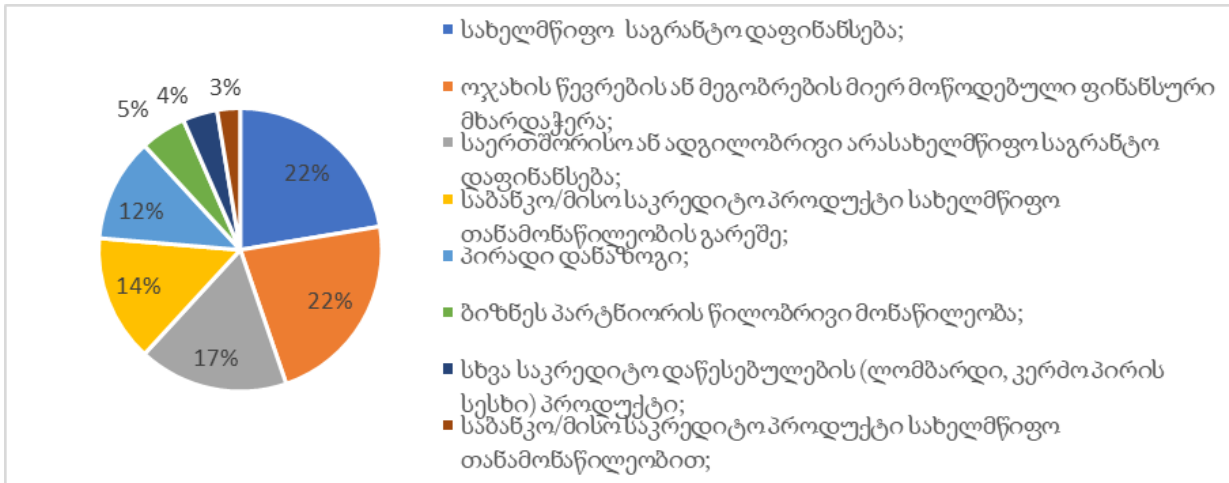 სახელმწიფო საგრანტო დაფინანსება;
ოჯახის წევრების ან მეგობრების მიერ მოწოდებული ფინანსური
მხარდაჭერა;
საერთშორისო ან ადგილობრივი არასახელმწიფო საგრანტო
დაფინანსება;
საბანკო/მისო საკრედიტო პროდუქტი სახელმწიფო
თანამონაწილეობის გარეშე;
პირადი დანაზოგი;
ბიზნეს პარტნიორის წილობრივი მონაწილეობა;
სხვა საკრედიტო დაწესებულების (ლომბარდი, კერძო პირის
სესხი) პროდუქტი;
საბანკო/მისო საკრედიტო პროდუქტი სახელმწიფო
თანამონაწილეობით;
22%
22%
17%
14%
12%
5%
4%
3%